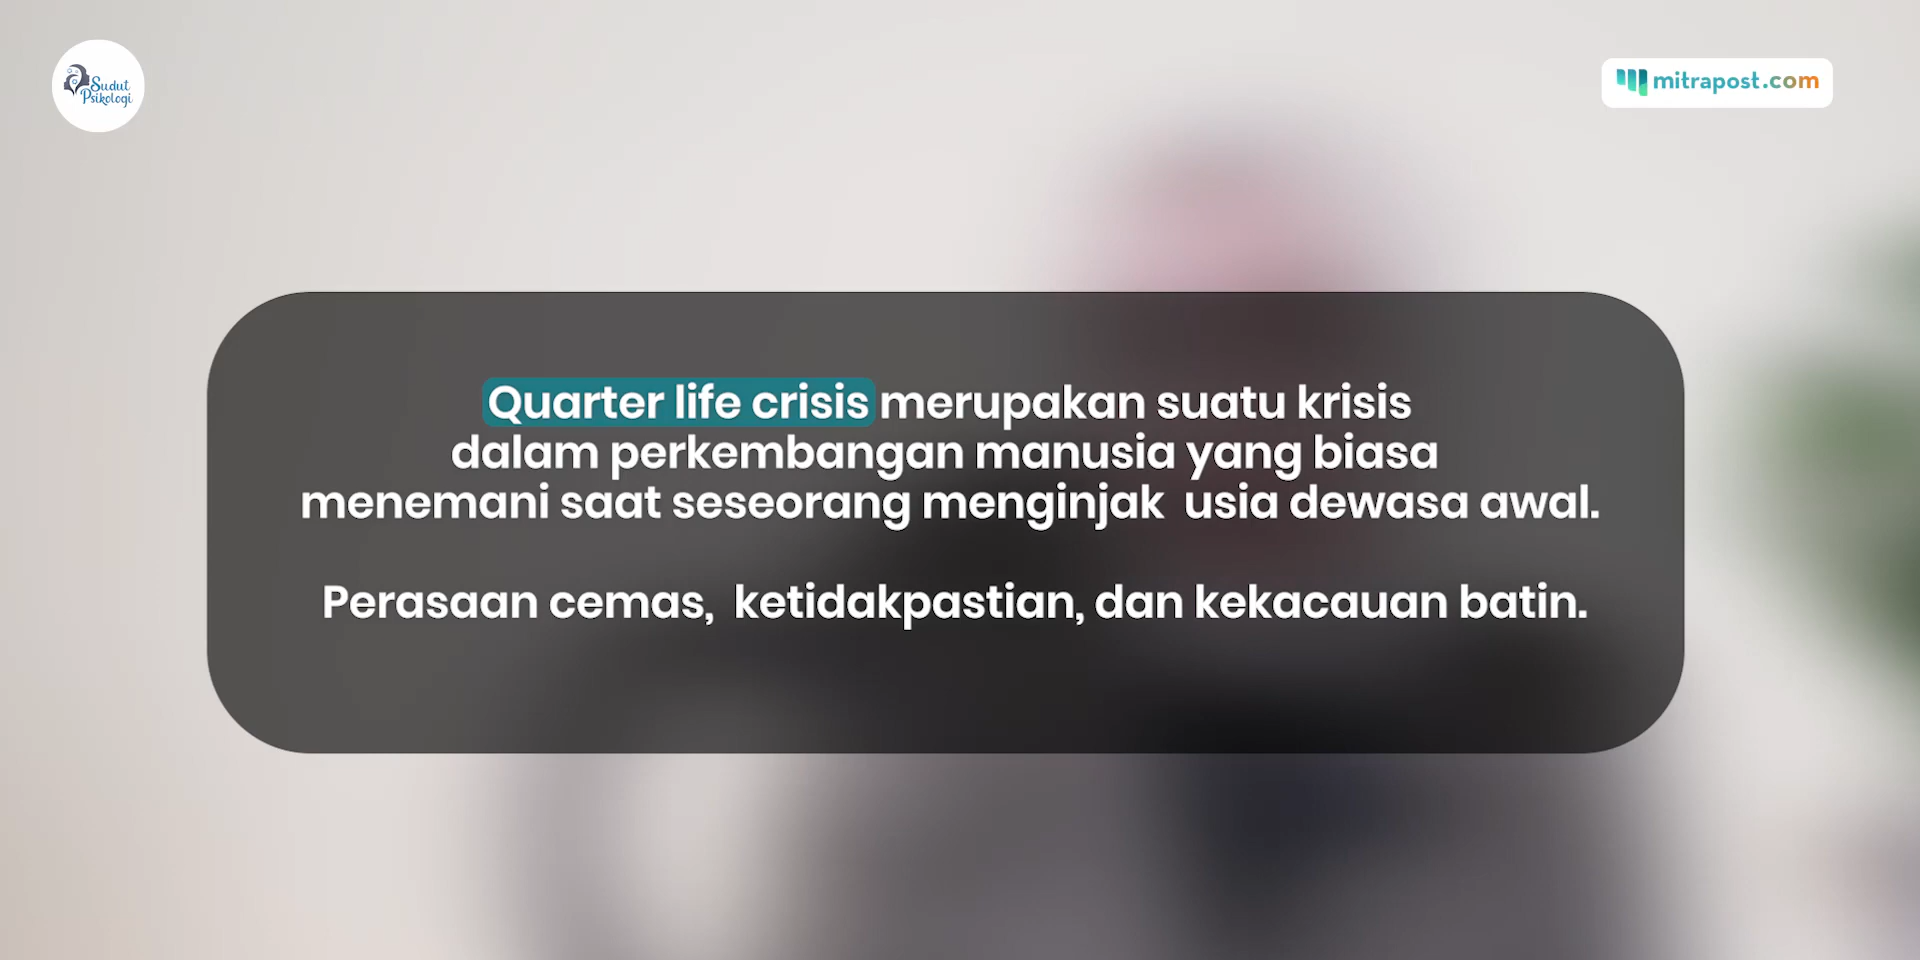 Sudut
Psikologi
mitrapost.com
Quarter life crisis merupakan suatu krisis
dalam perkembangan manusia yang biasa
menemani saat seseorang menginjak  usia dewasa awal.
Perasaan cemas,  ketidakpastian, dan kekacauan batin.